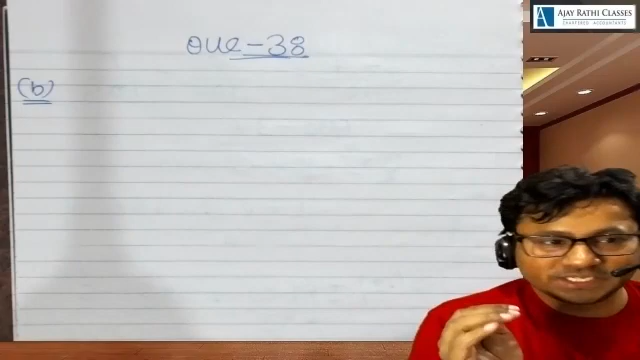 AJAY RATHI CLASSES
CHARTERED ACCOUNTANTS
Que - 38
(b)